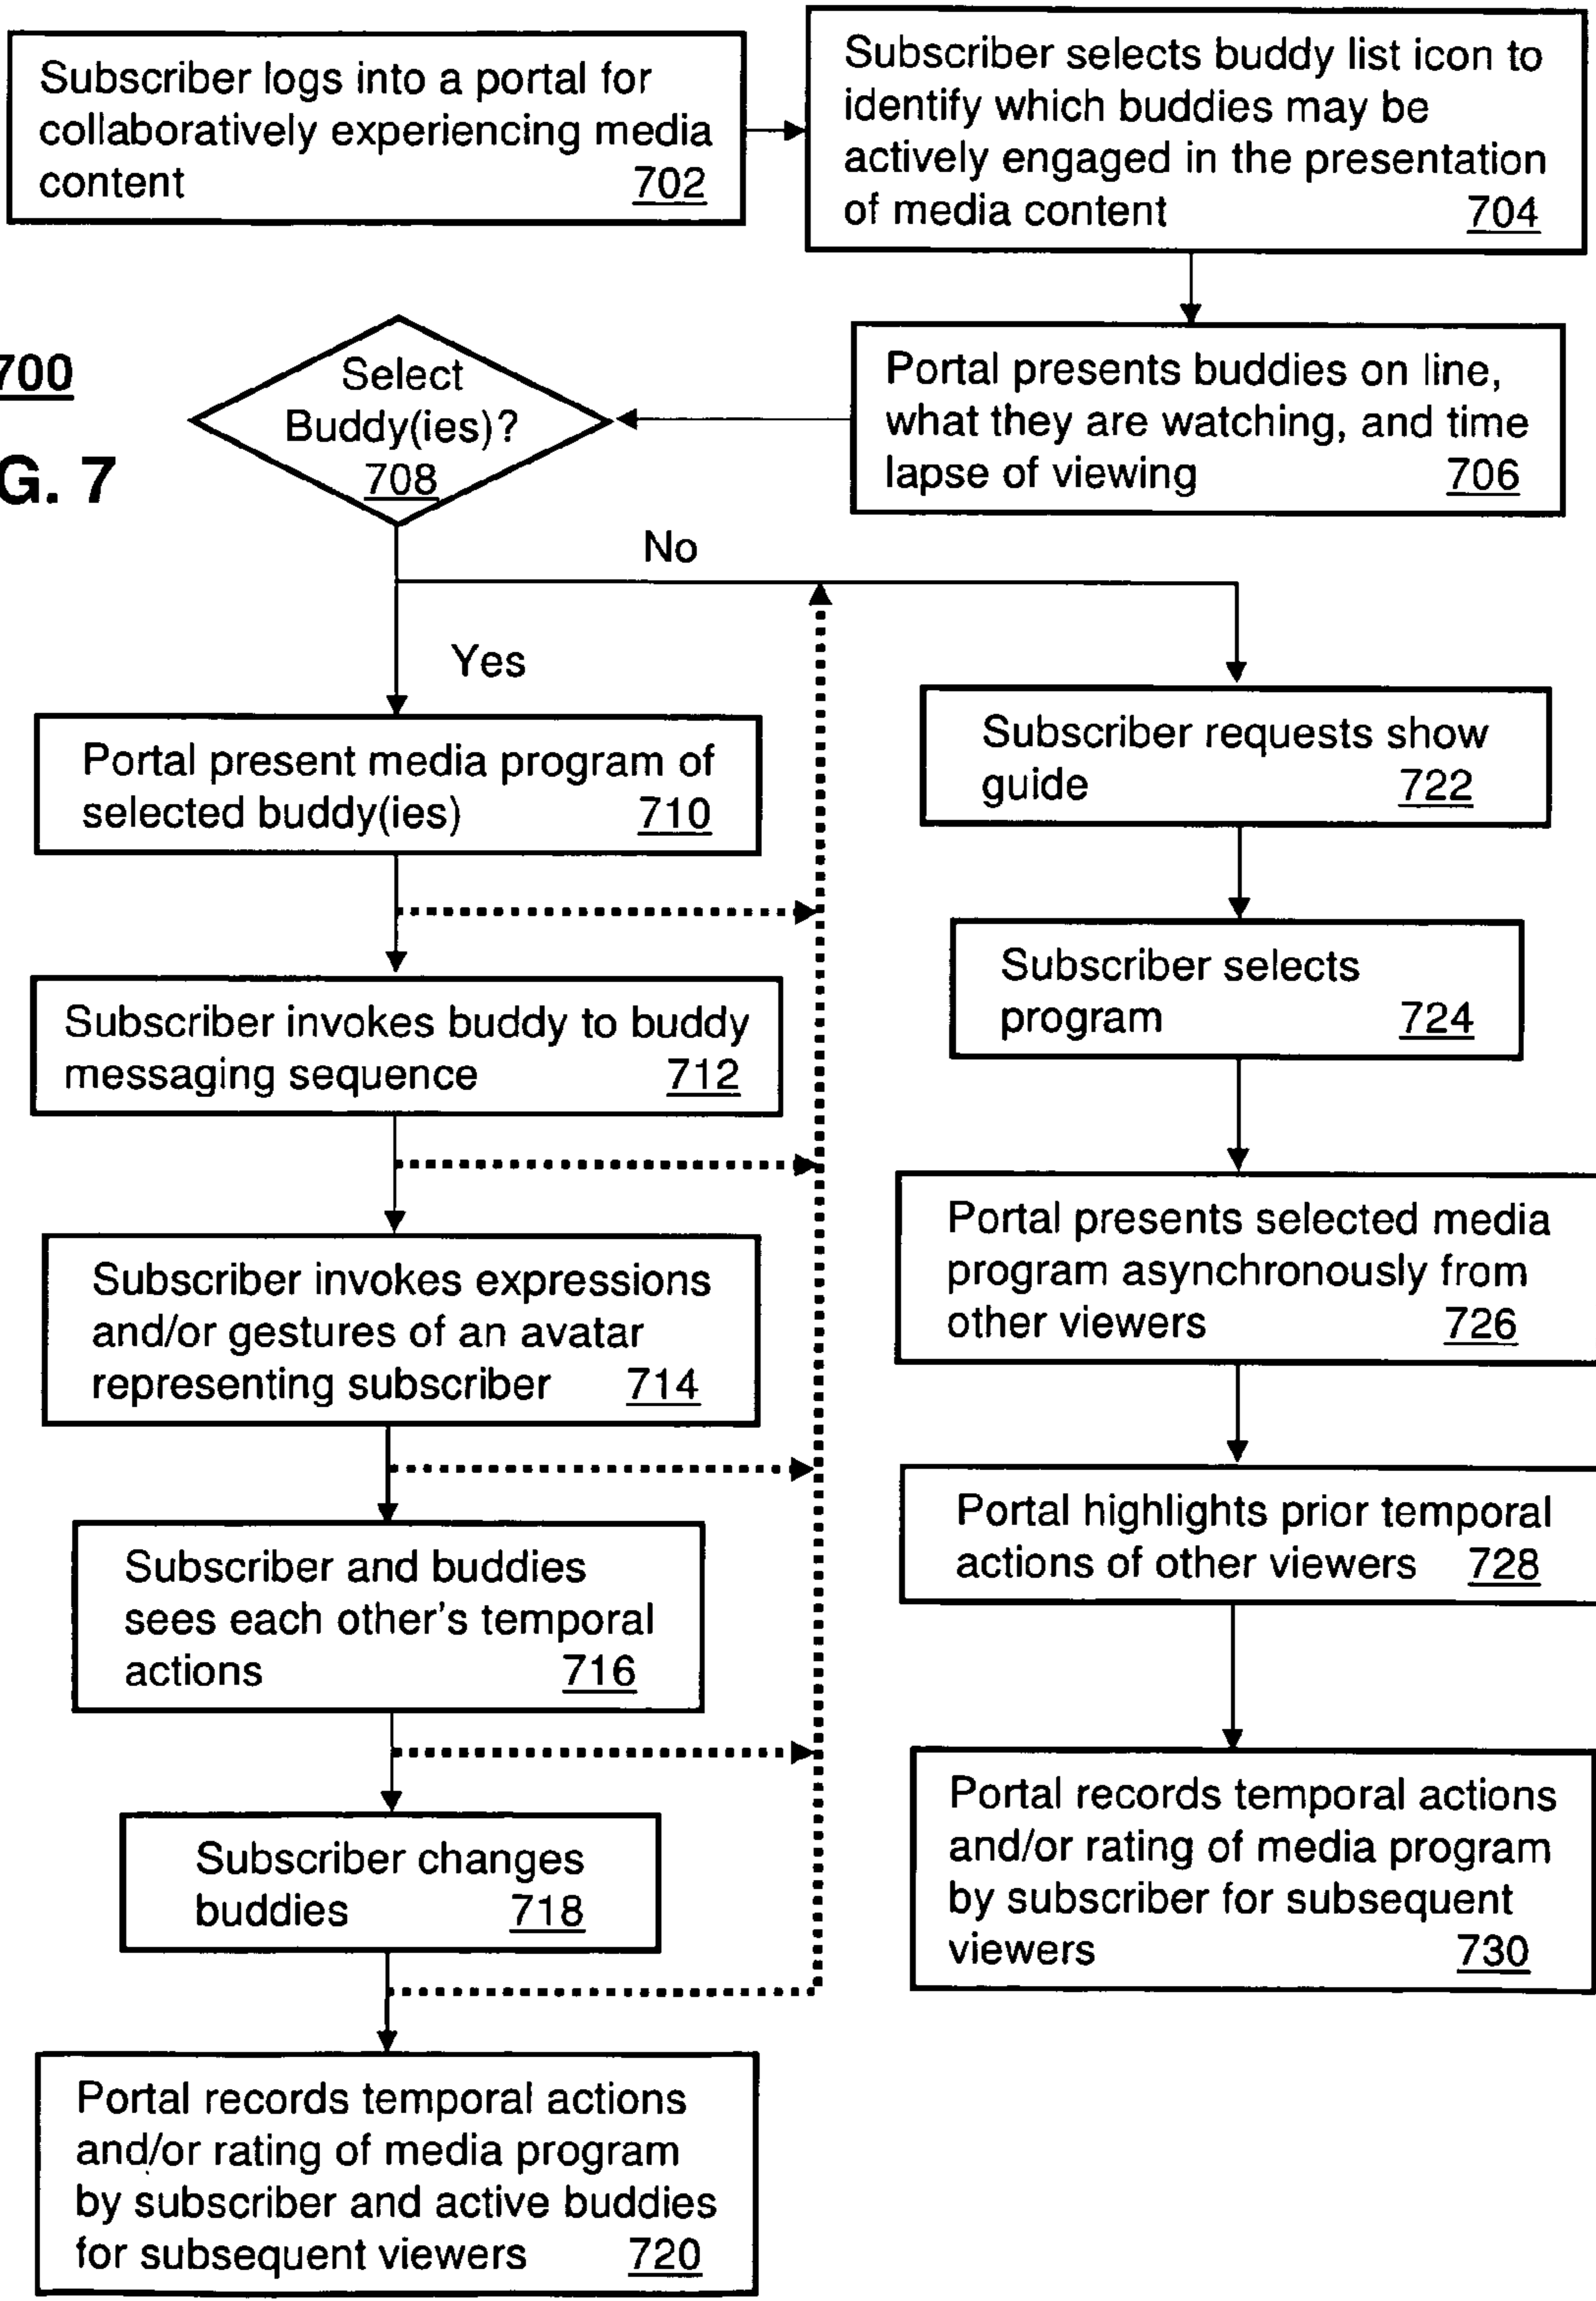 Subscriber logs into a portal for
collaboratively experiencing media
content 702
Subscriber selects buddy list icon to
identify which buddies may be
actively engaged in the presentation
of media content 704
700
G. 7
Select
Buddy(ies)?
708
Portal presents buddies on line,
what they are watching, and time
lapse of viewing 706
No
Yes
Portal present media program of
selected buddy(ies) 710
Subscriber invokes buddy to buddy
messaging sequence 712
Subscriber invokes expressions
and/or gestures of an avatar
representing subscriber 714
Subscriber and buddies
sees each other's temporal
actions 716
Subscriber changes
buddies 718
Portal records temporal actions
and/or rating of media program
by subscriber and active buddies
for subsequent viewers 720
Subscriber requests show
guide 722
Subscriber selects
program 724
Portal presents selected media
program asynchronously from
other viewers 726
Portal highlights prior temporal
actions of other viewers 728
Portal records temporal actions
and/or rating of media program
by subscriber for subsequent
viewers 730